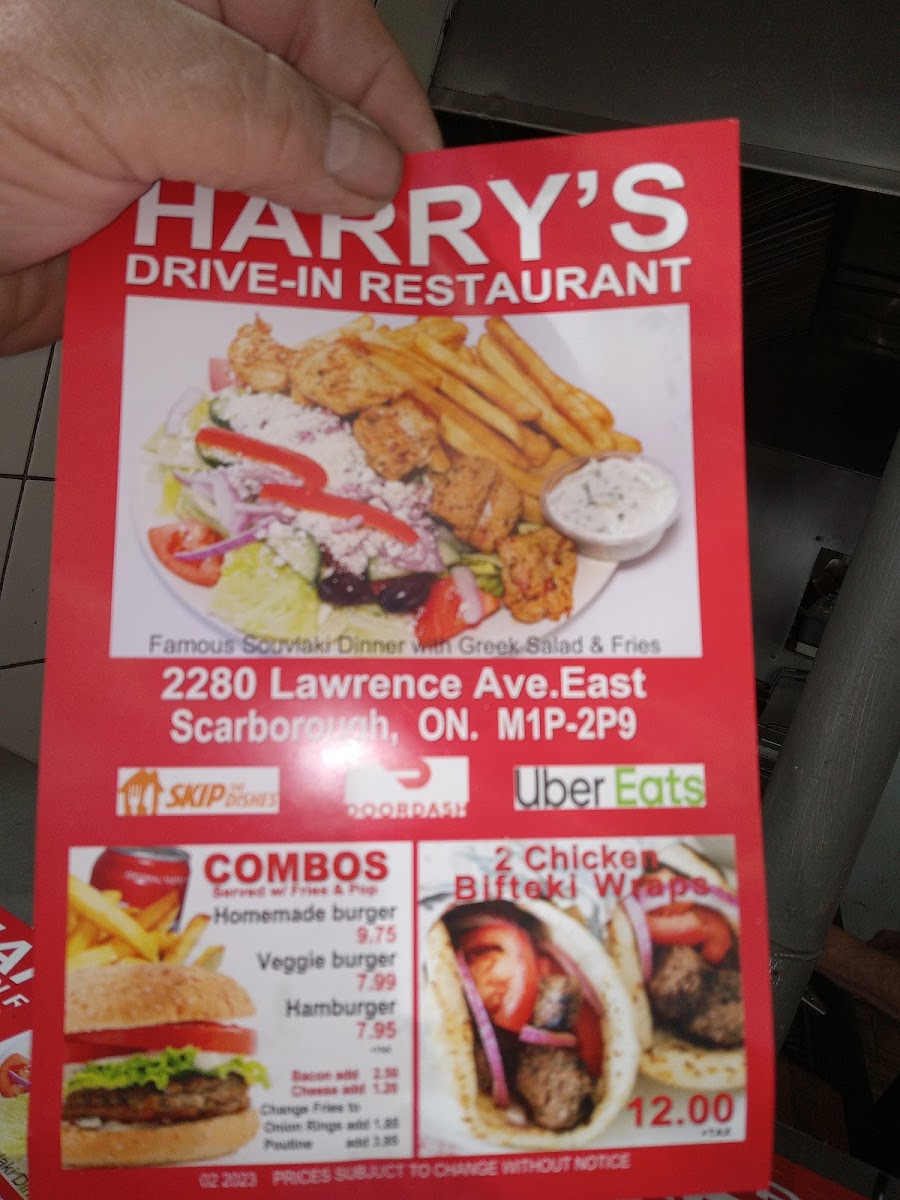 HARRY'S
DRIVE-IN RESTAURANT
Famous Souvlaki Dinner with Greek Salad & Fries
2280 Lawrence Ave.East
Scarborough, ON. M1P-2P9
SKIP THE DISHES
DOORDASH
Uber Eats
COMBOS
Served w/ Fries & Pop
Homemade burger
9.75
Veggie burger
7.99
Hamburger
7.95
+TAX
Bacon add 2.50
Cheese add 1.20
Change Fries to
Onion Rings add 1.85
Poutine add 3.85
2 Chicken
Bifteki Wraps
12.00
+TAX
02 2023 PRICES SUBJUCT TO CHANGE WITHOUT NOTICE